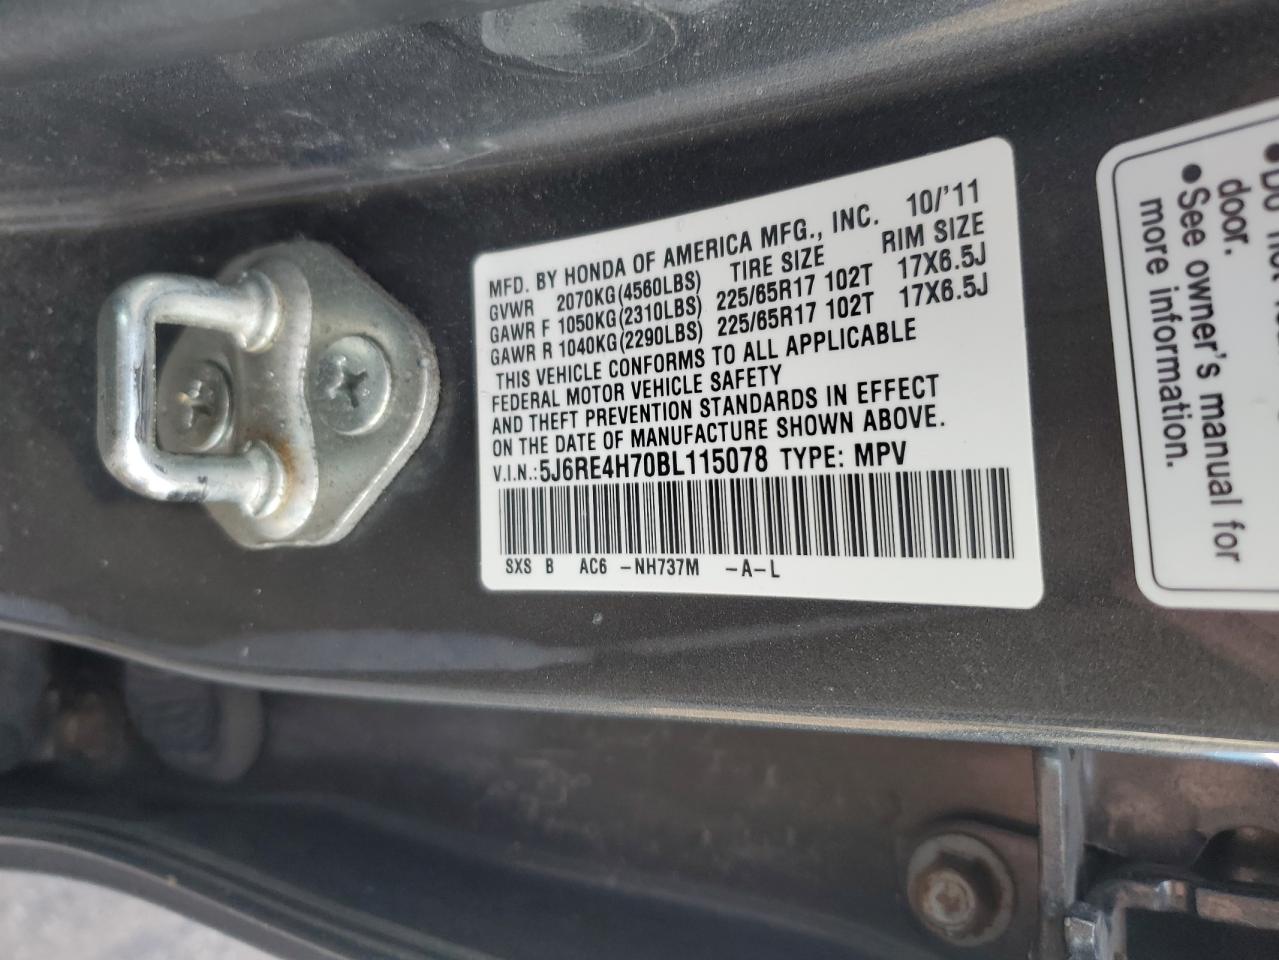 MFD. BY HONDA OF AMERICA MFG., INC. 10/'11
GVWR 2070KG(4560LBS) TIRE SIZE RIM SIZE
GAWR F 1050KG(2310LBS) 225/65R17 102T 17X6.5J
GAWR R 1040KG(2290LBS) 225/65R17 102T 17X6.5J
THIS VEHICLE CONFORMS TO ALL APPLICABLE
FEDERAL MOTOR VEHICLE SAFETY
AND THEFT PREVENTION STANDARDS IN EFFECT
ON THE DATE OF MANUFACTURE SHOWN ABOVE.
V.I.N.:5J6RE4H70BL115078 TYPE: MPV
SXS B AC6 -NH737M -A-L
door.
●See owner's manual for
more information.